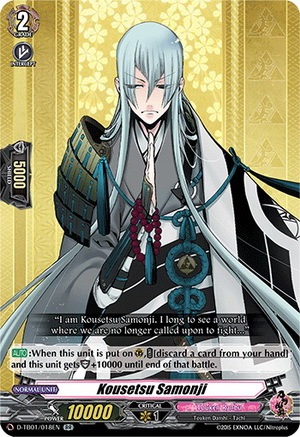 2
GRADE
INTERCEPT
5000
SHIELD
"I am Kousetsu Samonji. I long to see a world
where we are no longer called upon to fight..."
AUTO:When this unit is put on , [discard a card from your hand]
and this unit gets +10000 until end of that battle.
NORMAL UNIT
Kousetsu Samonji
POWER
10000
CRITICAL
1
Touken Danshi - Tachi
D-TB01/018EN RR
©2015 EXNOA LLC/Nitroplus